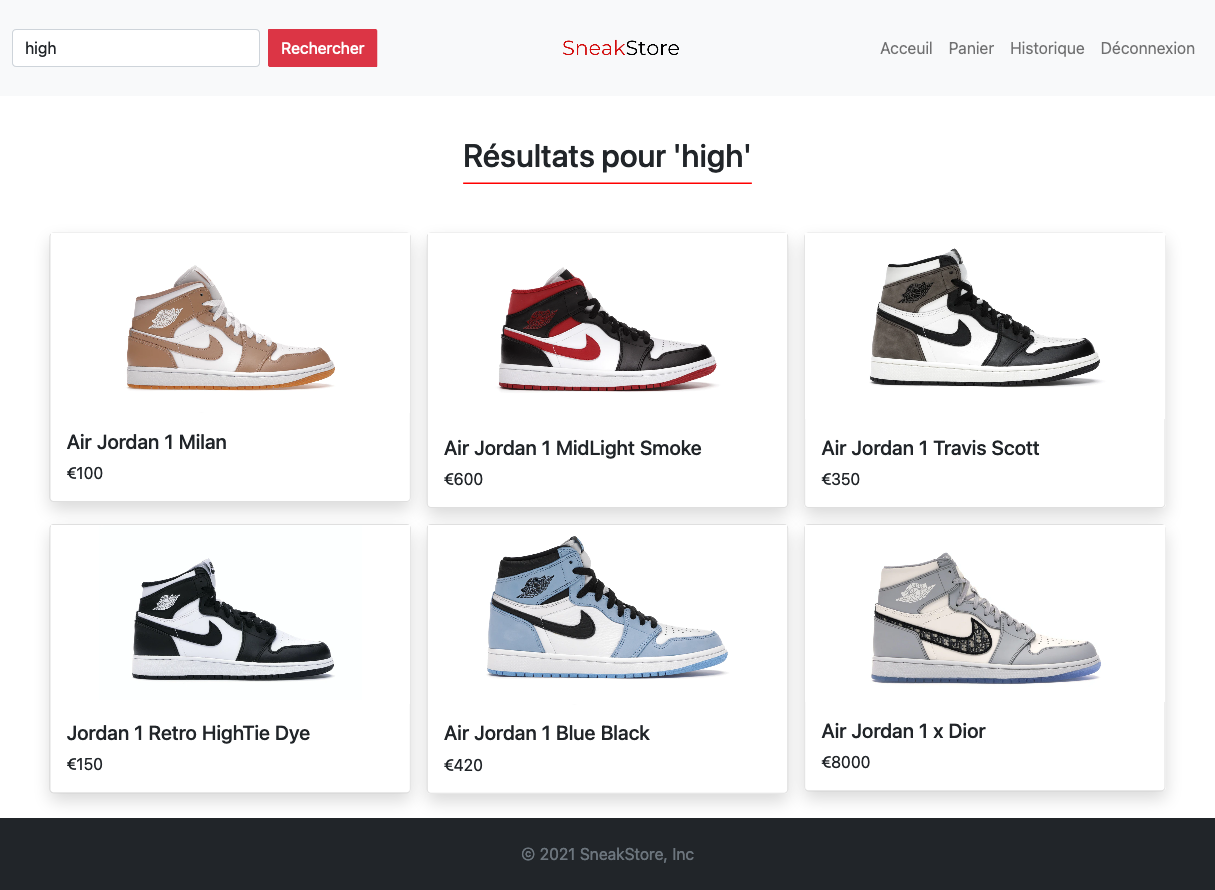 high
Rechercher
SneakStore
Acceuil Panier Historique Déconnexion
Résultats pour 'high'
Air Jordan 1 Milan
€100
Air Jordan 1 MidLight Smoke
€600
Air Jordan 1 Travis Scott
€350
Jordan 1 Retro HighTie Dye
€150
Air Jordan 1 Blue Black
€420
Air Jordan 1 x Dior
€8000
© 2021 SneakStore, Inc